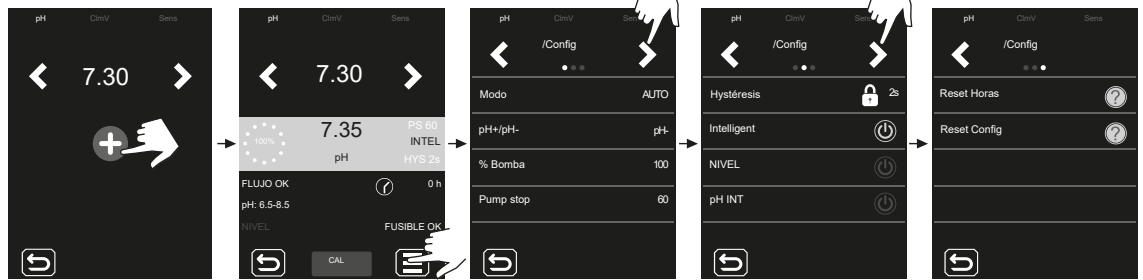 pH ClmV Sens
7.30
pH ClmV Sens
7.30
100% 7.35 PS 60
INTEL
pH HYS 2s
FLUJO OK 0 h
pH: 6.5-8.5
NIVEL FUSIBLE OK
CAL
pH ClmV Sens
/Config
Modo AUTO
pH+/pH- pH-
% Bomba 100
Pump stop 60
pH ClmV Sens
/Config
Hystéresis 2s
Intelligent
NIVEL
pH INT
pH ClmV Sens
/Config
Reset Horas ?
Reset Config ?